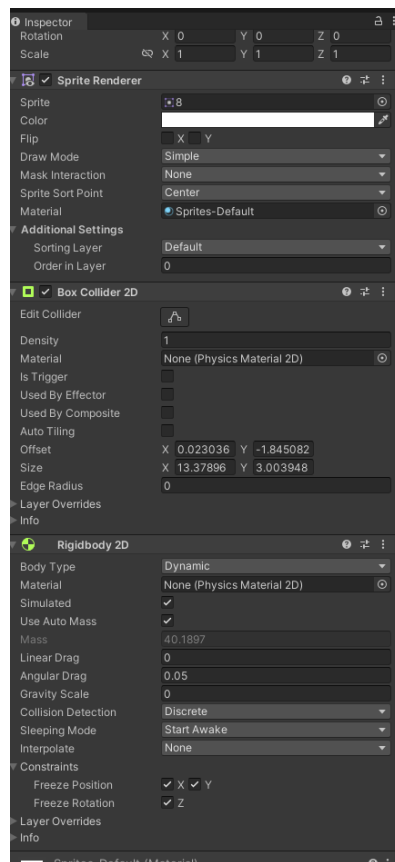 Inspector
Rotation X 0 Y 0 Z 0
Scale X 1 Y 1 Z 1
Sprite Renderer
Sprite 8
Color
Flip X Y
Draw Mode Simple
Mask Interaction None
Sprite Sort Point Center
Material Sprites-Default
Additional Settings
Sorting Layer Default
Order in Layer 0
Box Collider 2D
Edit Collider
Density 1
Material None (Physics Material 2D)
Is Trigger
Used By Effector
Used By Composite
Auto Tiling
Offset X 0.023036 Y -1.845082
Size X 13.37896 Y 3.003948
Edge Radius 0
Layer Overrides
Info
Rigidbody 2D
Body Type Dynamic
Material None (Physics Material 2D)
Simulated
Use Auto Mass
Mass 40.1897
Linear Drag 0
Angular Drag 0.05
Gravity Scale 0
Collision Detection Discrete
Sleeping Mode Start Awake
Interpolate None
Constraints
Freeze Position X Y
Freeze Rotation Z
Layer Overrides
Info
Sprites-Default (Material)